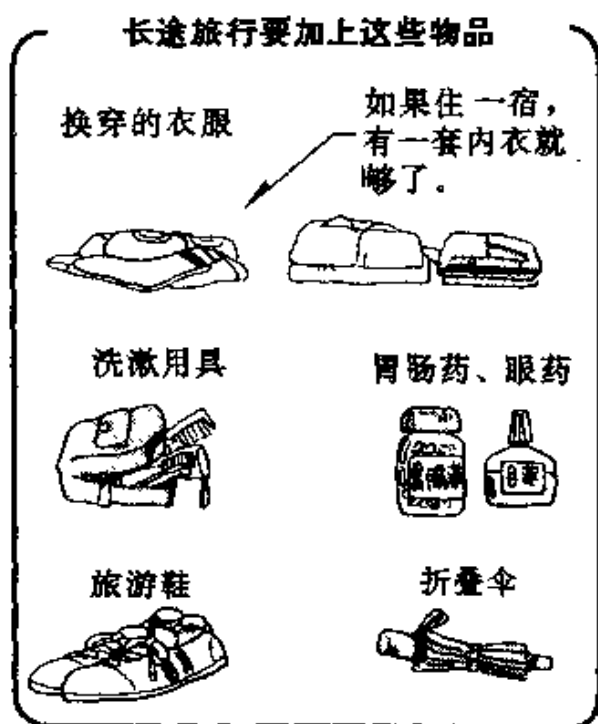 长途旅行要加上这些物品
换穿的衣服
如果住一宿，
有一套内衣就
够了。
洗漱用具
胃肠药、眼药
旅游鞋
折叠伞